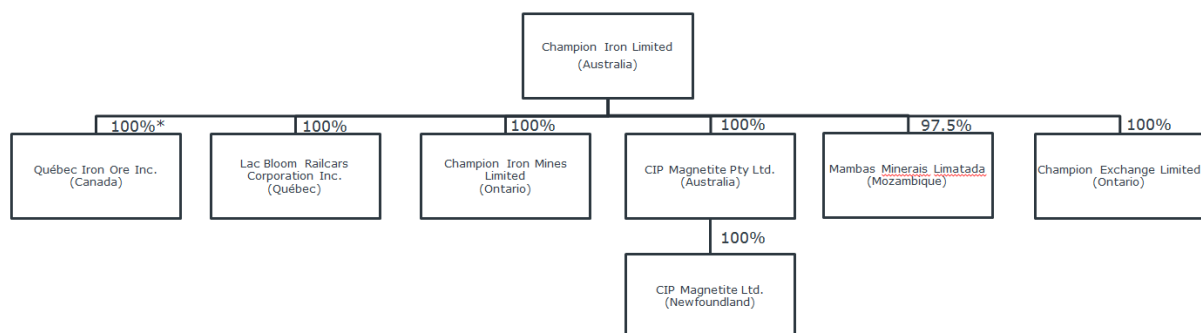 Champion Iron Limited
(Australia)
100%*
100%
100%
100%
97.5%
100%
Québec Iron Ore Inc.
(Canada)
Lac Bloom Railcars
Corporation Inc.
(Québec)
Champion Iron Mines
Limited
(Ontario)
CIP Magnetite Pty Ltd.
(Australia)
Mambas Minerais Limatada
(Mozambique)
Champion Exchange Limited
(Ontario)
100%
CIP Magnetite Ltd.
(Newfoundland)